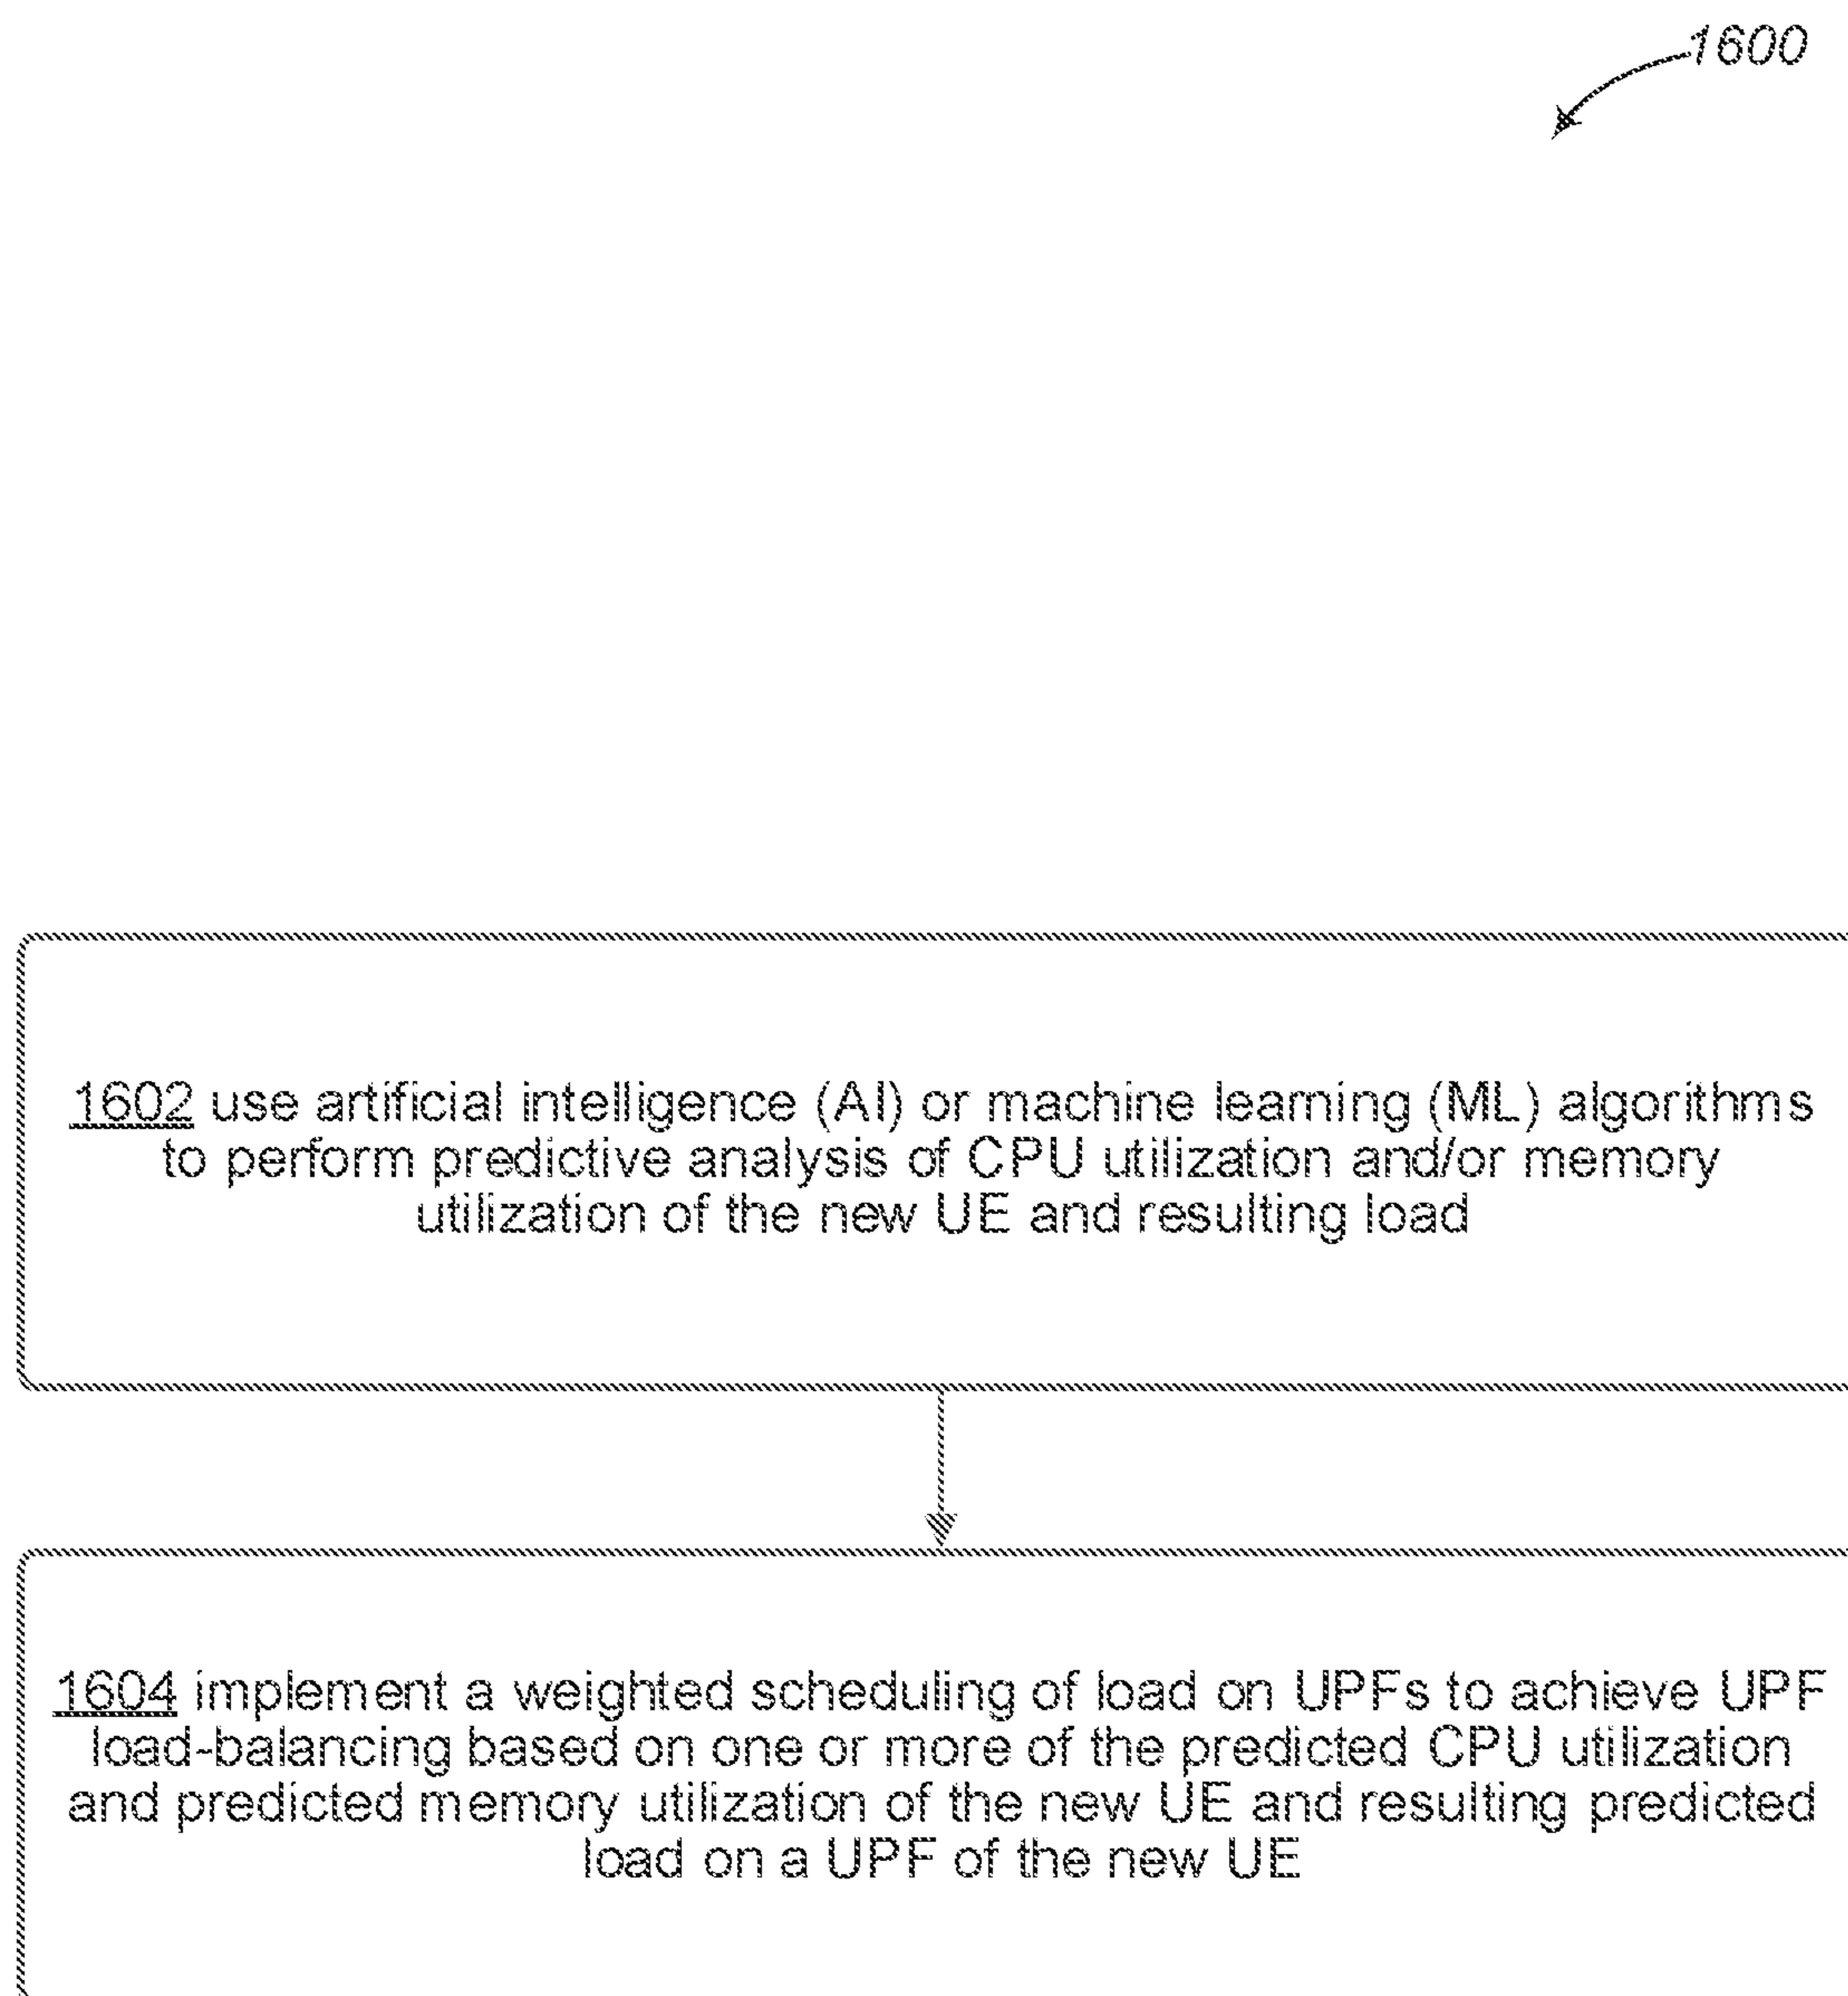 1600
1602 use artificial intelligence (AI) or machine learning (ML) algorithms
to perform predictive analysis of CPU utilization and/or memory
utilization of the new UE and resulting load
1604 implement a weighted scheduling of load on UPFs to achieve UPF
load-balancing based on one or more of the predicted CPU utilization
and predicted memory utilization of the new UE and resulting predicted
load on a UPF of the new UE